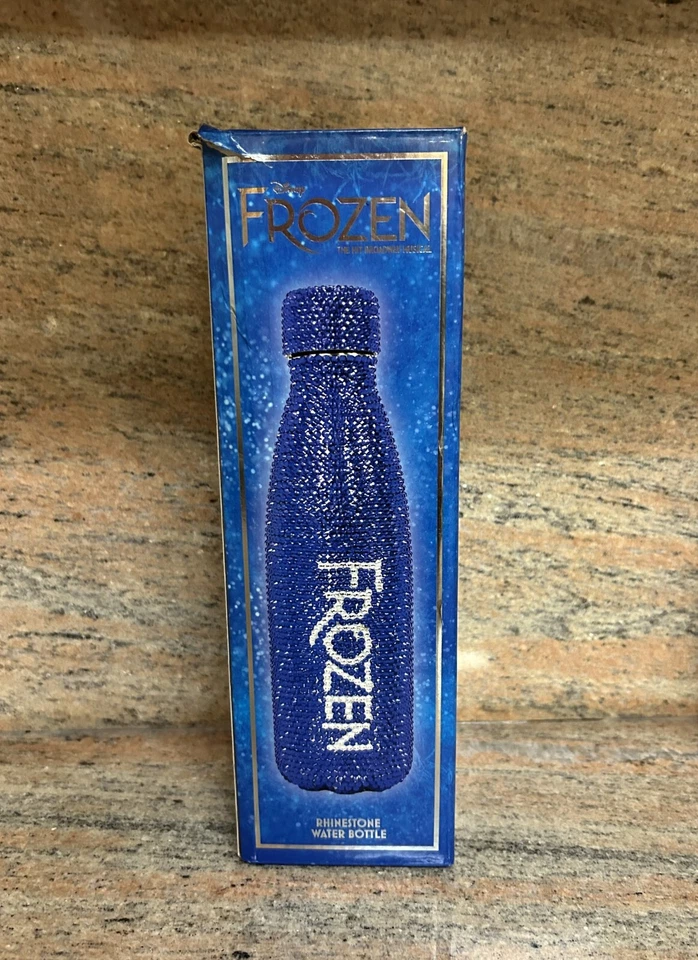 Disney
FROZEN
THE HIT BROADWAY MUSICAL
FROZEN
RHINESTONE
WATER BOTTLE